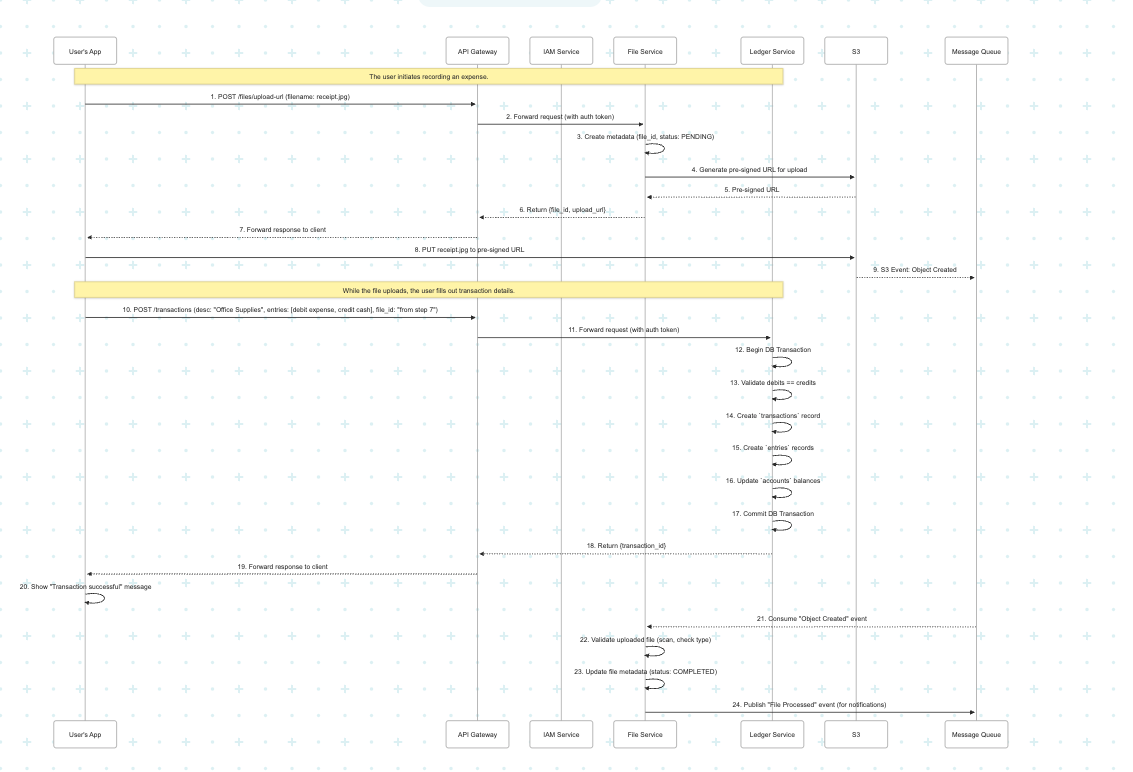 User's App
API Gateway
IAM Service
File Service
Ledger Service
S3
Message Queue
The user initiates recording an expense.
1. POST /files/upload-url (filename: receipt.jpg)
2. Forward request (with auth token)
3. Create metadata (file_id, status: PENDING)
4. Generate pre-signed URL for upload
5. Pre-signed URL
6. Return {file_id, upload_url}
7. Forward response to client
8. PUT receipt.jpg to pre-signed URL
9. S3 Event: Object Created
While the file uploads, the user fills out transaction details.
10. POST /transactions (desc: "Office Supplies", entries: [debit expense, credit cash], file_id: "from step 7")
11. Forward request (with auth token)
12. Begin DB Transaction
13. Validate debits == credits
14. Create `transactions` record
15. Create `entries` records
16. Update `accounts` balances
17. Commit DB Transaction
18. Return {transaction_id}
19. Forward response to client
20. Show "Transaction successful" message
21. Consume "Object Created" event
22. Validate uploaded file (scan, check type)
23. Update file metadata (status: COMPLETED)
24. Publish "File Processed" event (for notifications)
User's App
API Gateway
IAM Service
File Service
Ledger Service
S3
Message Queue